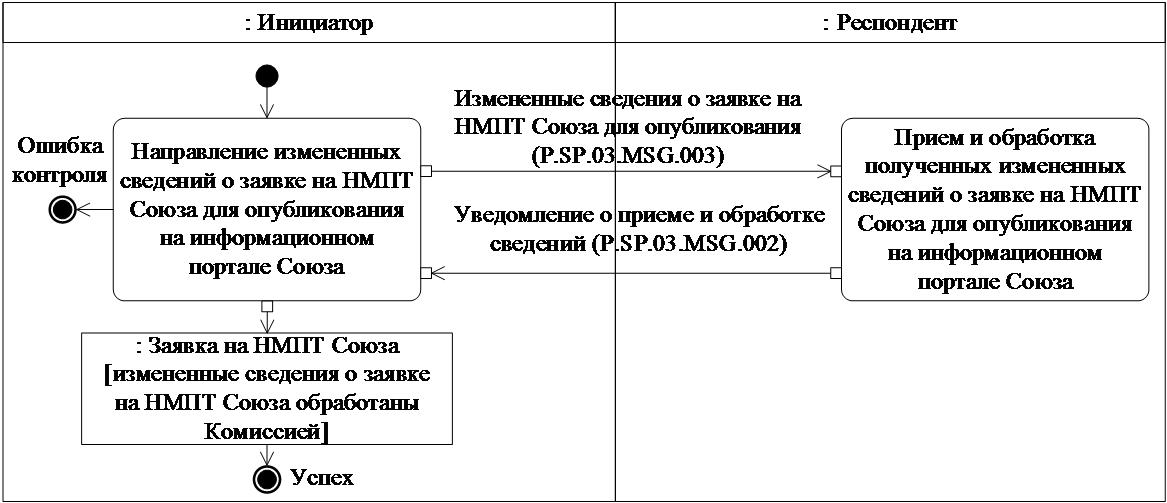 : Инициатор
: Респондент
Ошибка
контроля
Направление измененных
сведений о заявке на НМПТ
Союза для опубликования
на информационном
портале Союза
Измененные сведения о заявке на
НМПТ Союза для опубликования
(P.SP.03.MSG.003)
Уведомление о приеме и обработке
сведений (P.SP.03.MSG.002)
Прием и обработка
полученных измененных
сведений о заявке на НМПТ
Союза для опубликования
на информационном
портале Союза
: Заявка на НМПТ Союза
[измененные сведения о заявке
на НМПТ Союза обработаны
Комиссией]
Успех